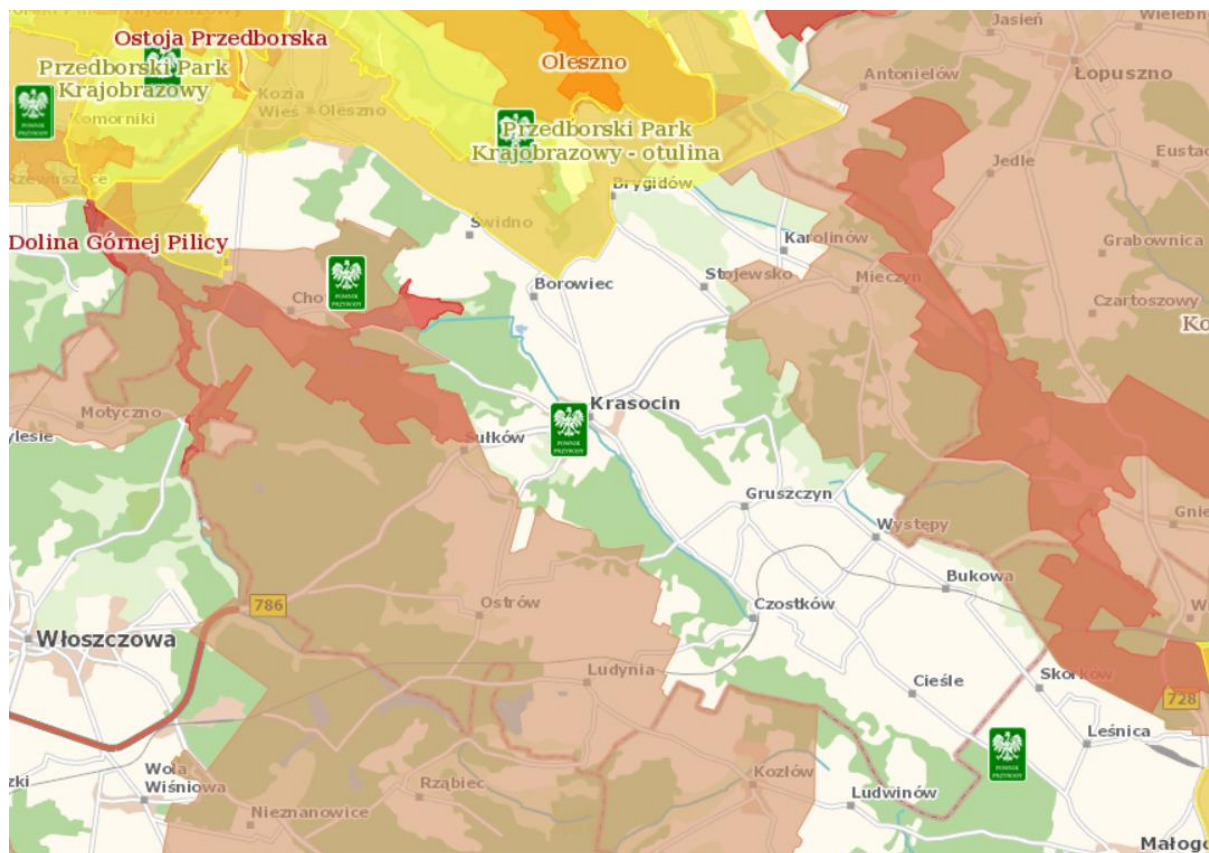 Jasień
Ostoja Przedborska
Przedborski Park
Krajobrazowy
Oleszno
Łopuszno
Antonielów
Kozia
Wieś
Oleszno
Komorniki
Przedborski Park
Krajobrazowy - otulina
Jedle
Brygidów
Świdno
Dolina Górnej Pilicy
Karolinów
Grabownica
Stojewsko
Mieczyn
Borowiec
Czartoszowy
POMNIK
PRZYRODY
Krasocin
Motyczno
Sułków
Gruszczyn
Występy
Bukowa
786
Ostrów
Czostków
Włoszczowa
Ludynia
Cieśle
Skorków
728
Leśnica
Wola
Wiśniowa
Rząbiec
Kozłów
Ludwinów
Nieznanowice